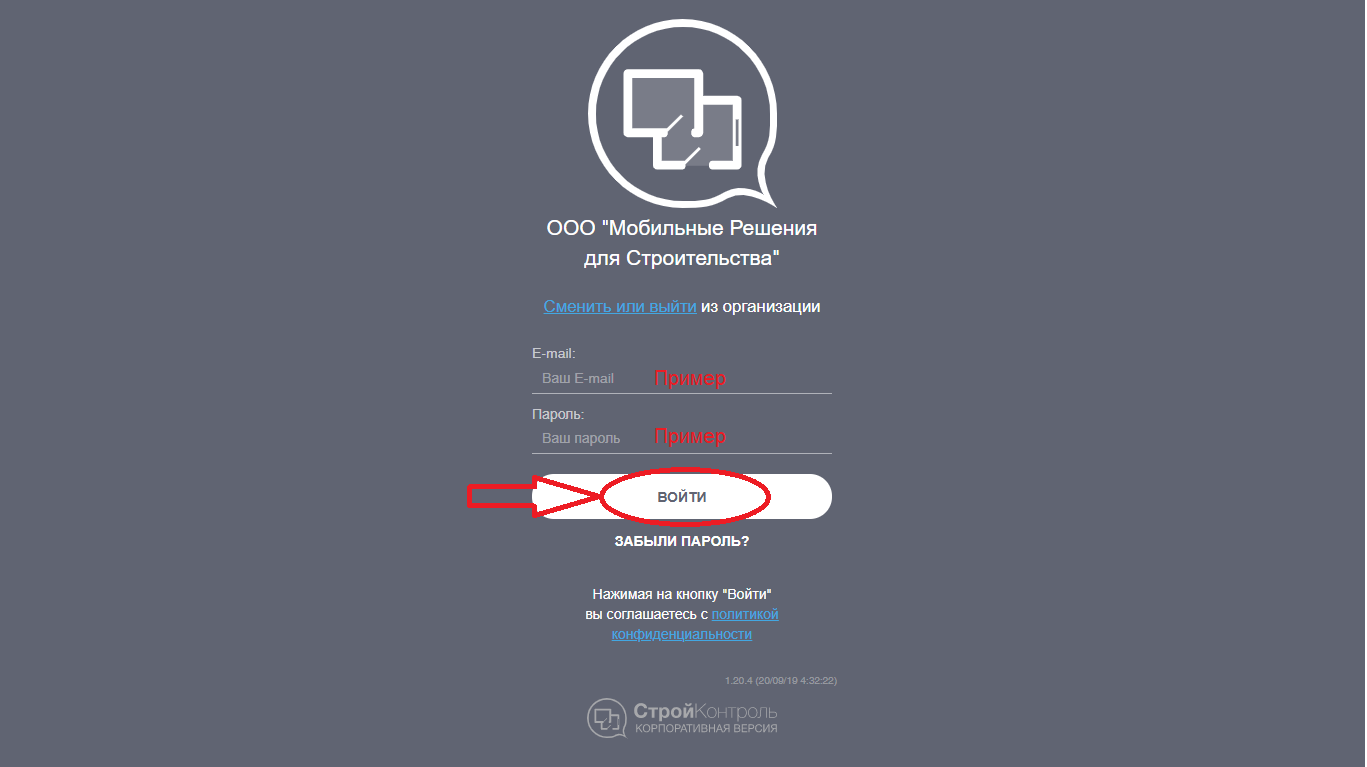 ООО "Мобильные Решения
для Строительства"
Сменить или выйти из организации
E-mail:
Ваш E-mail Пример
Пароль:
Ваш пароль Пример
ВОЙТИ
ЗАБЫЛИ ПАРОЛЬ?
Нажимая на кнопку "Войти"
вы соглашаетесь с политикой
конфиденциальности
1.20.4 (20/09/19 4:32:22)
СтройКонтроль
КОРПОРАТИВНАЯ ВЕРСИЯ